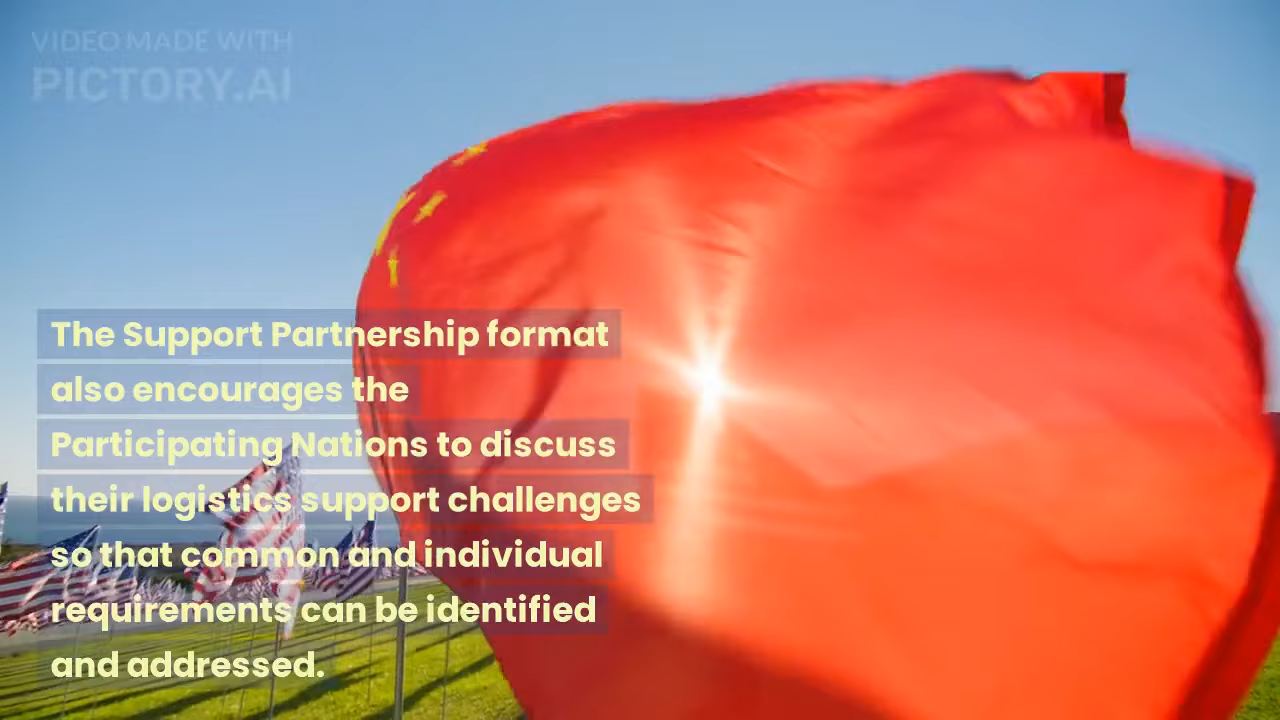 VIDEO MADE WITH
PICTORY.AI
The Support Partnership format
also encourages the
Participating Nations to discuss
their logistics support challenges
so that common and individual
requirements can be identified
and addressed.